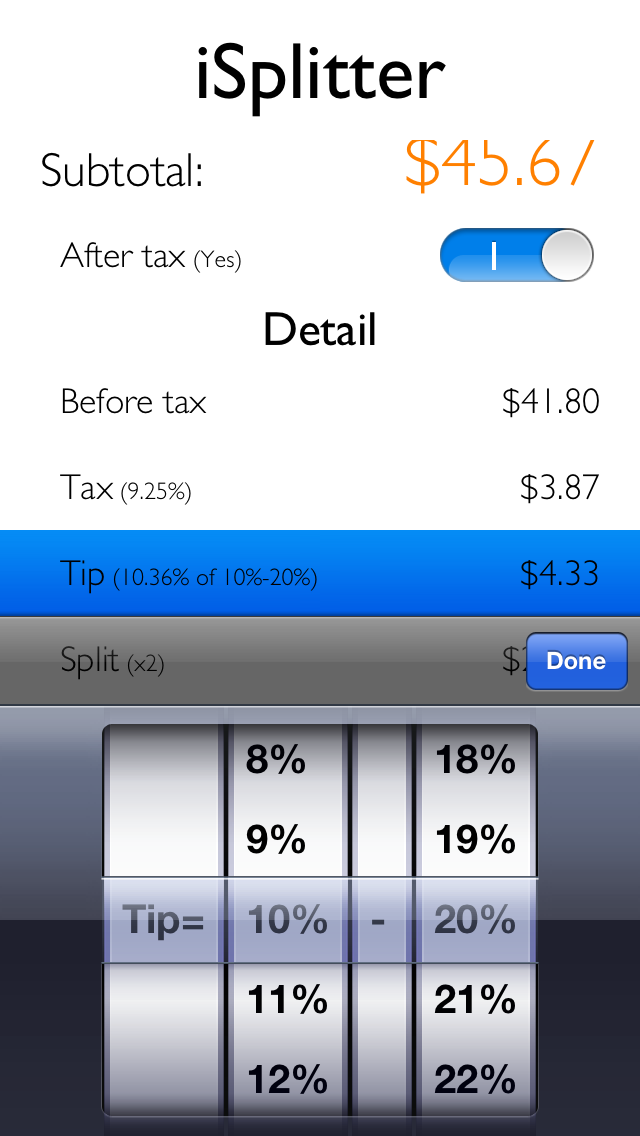 iSplitter
Subtotal: $45.67
After tax (Yes)
Detail
Before tax $41.80
Tax (9.25%) $3.87
Tip (10.36% of 10%-20%) $4.33
Split (x2) $2 Done
8% 18%
9% 19%
Tip= 10% - 20%
11% 21%
12% 22%